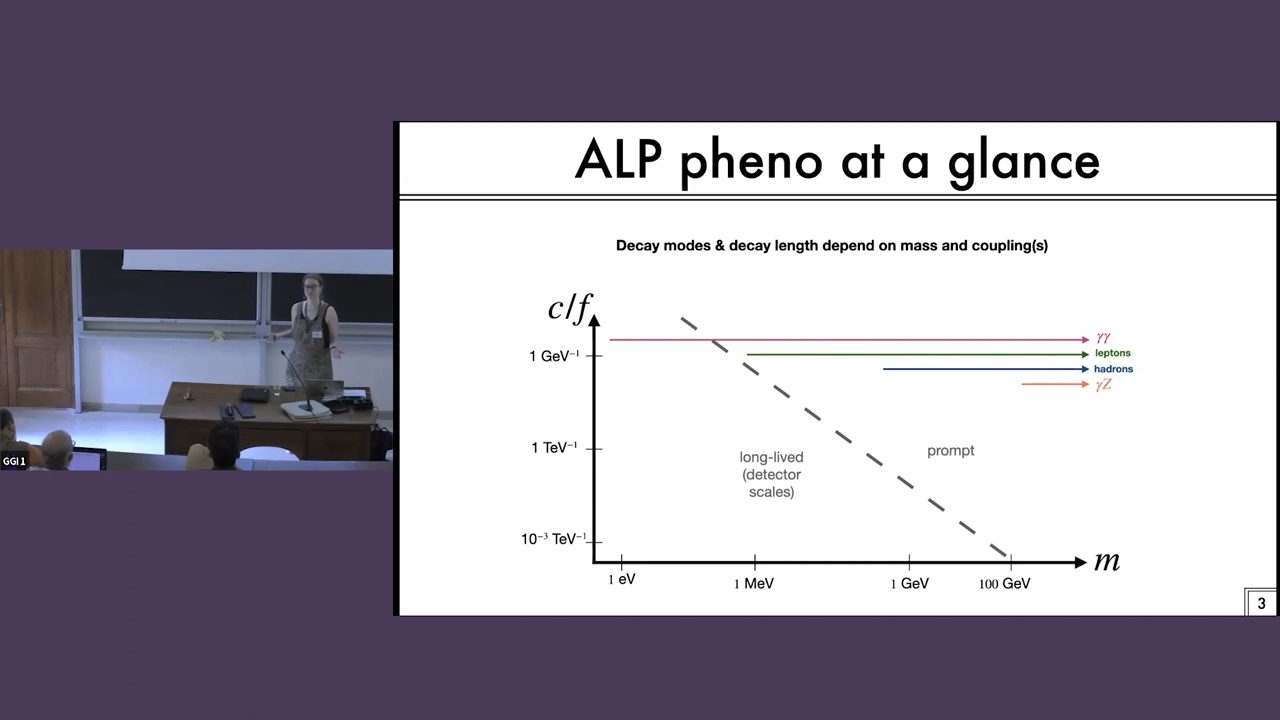 ALP pheno at a glance
Decay modes & decay length depend on mass and coupling(s)
c/f
γγ
1 GeV⁻¹
leptons
hadrons
γZ
1 TeV⁻¹
long-lived
(detector
scales)
prompt
10⁻³ TeV⁻¹
m
1 eV
1 MeV
1 GeV
100 GeV
3
GGI 1